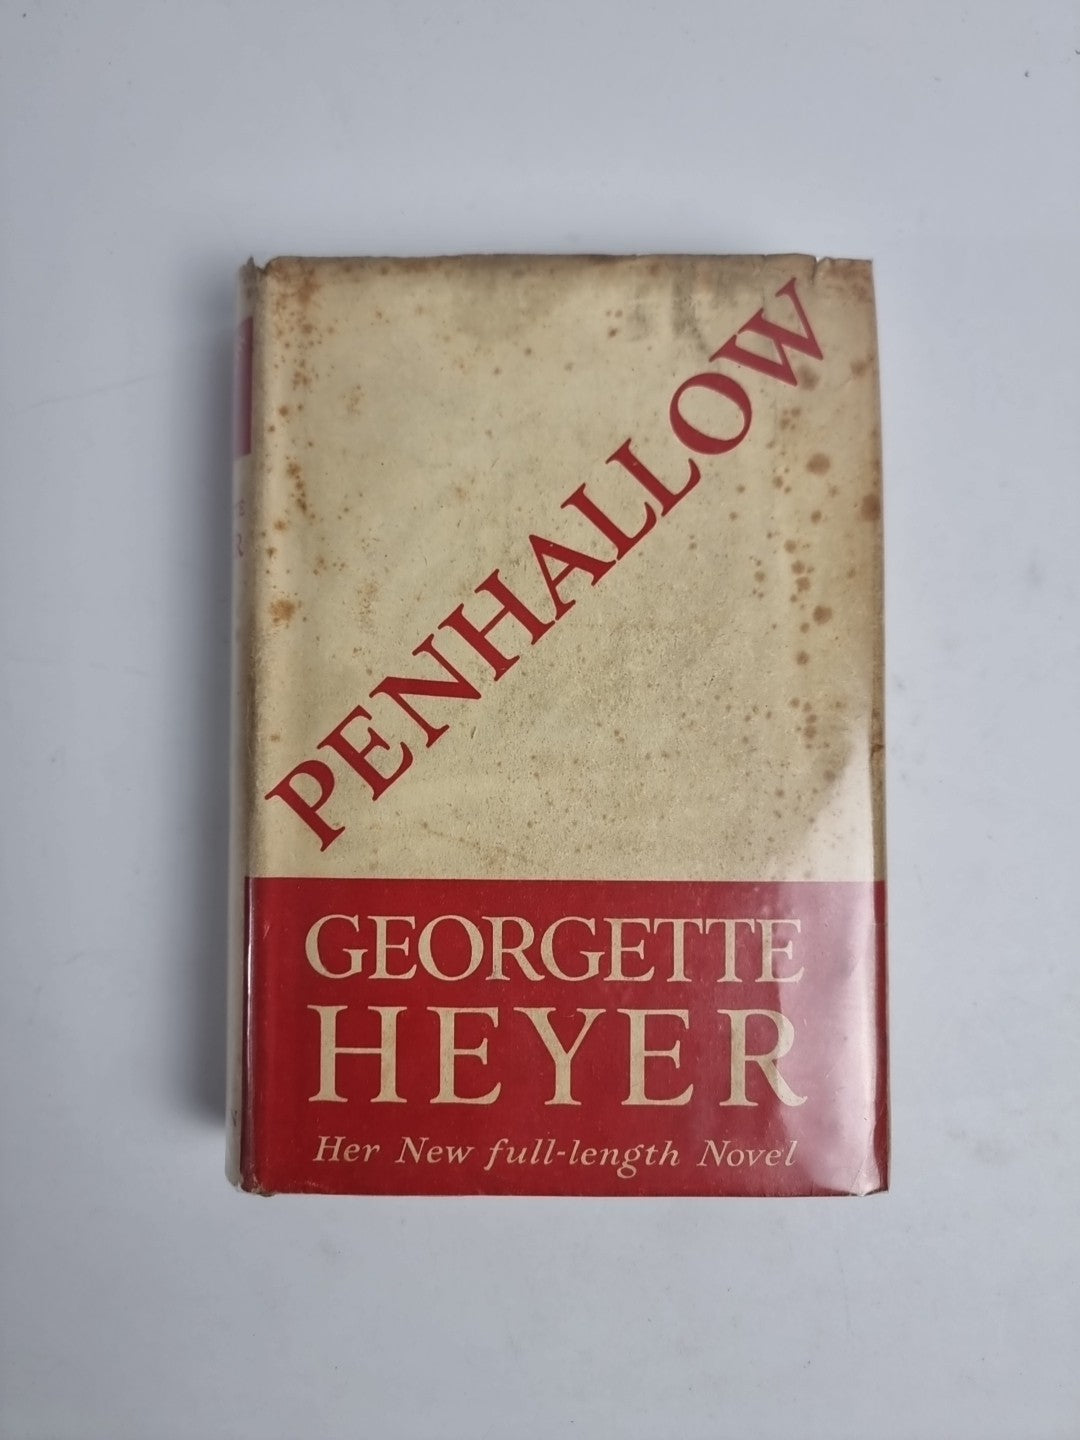 PENHALLOW
GEORGETTE
HEYER
Her New full-length Novel